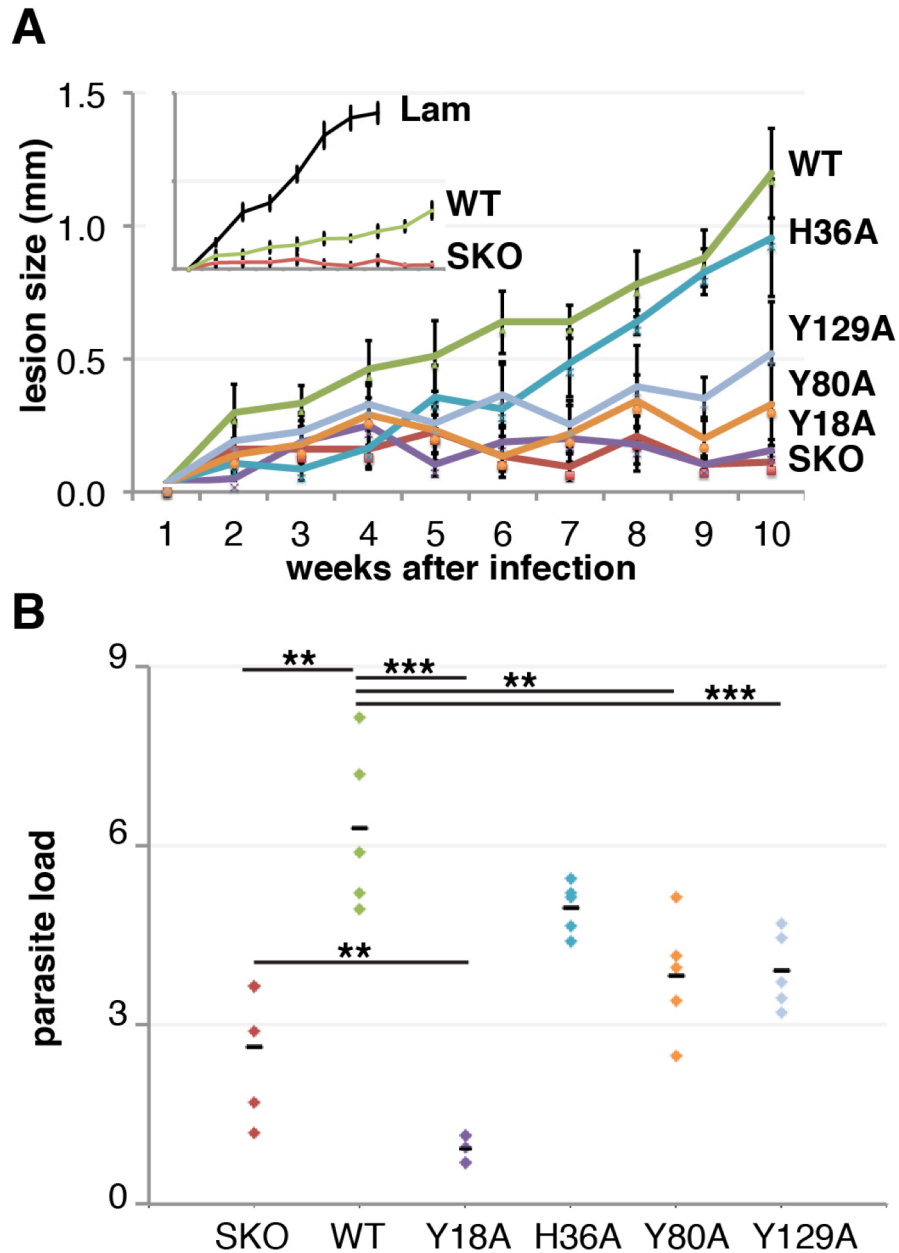 A
1.5
1.0
0.5
0.0
lesion size (mm)
Lam
WT
SKO
WT
H36A
Y129A
Y80A
Y18A
SKO
1 2 3 4 5 6 7 8 9 10
weeks after infection
B
9
6
3
0
parasite load
** *** ** ***
**
SKO WT Y18A H36A Y80A Y129A